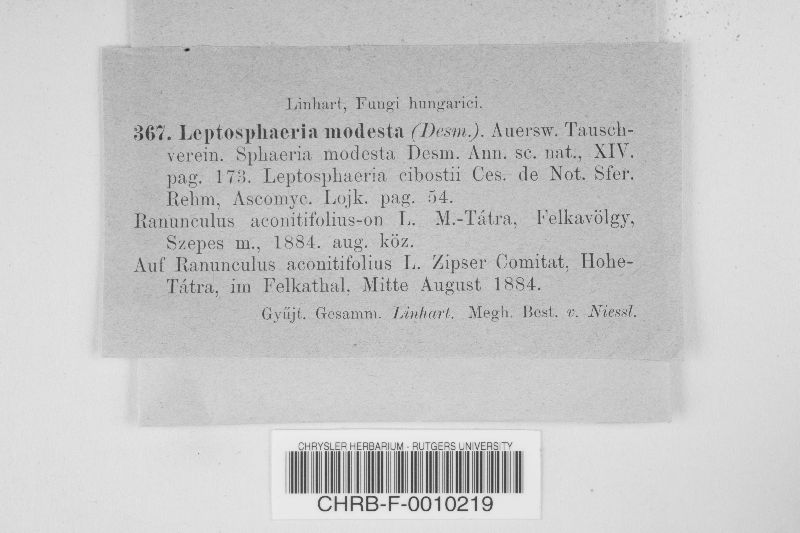 Linhart, Fungi hungarici.
367. Leptosphaeria modesta (Desm.). Auersw. Tausch-
verein. Sphaeria modesta Desm. Ann. sc. nat., XIV.
pag. 173. Leptosphaeria cibostii Ces. de Not. Sfer.
Rehm, Ascomyc. Lojk. pag. 54.
Ranunculus aconitifolius-on L. M.-Tátra, Felkavölgy,
Szepes m., 1884. aug. köz.
Auf Ranunculus aconitifolius L. Zipser Comitat, Hohe-
Tátra, im Felkathal, Mitte August 1884.
Gyűjt. Gesamm. Linhart. Megh. Best. v. Niessl.
CHRYSLER HERBARIUM - RUTGERS UNIVERSITY
CHRB-F-0010219